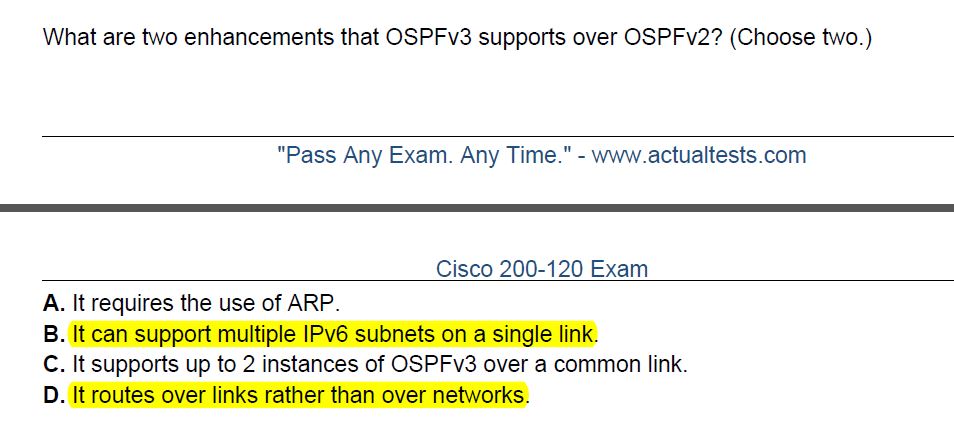 What are two enhancements that OSPFv3 supports over OSPFv2? (Choose two.)
"Pass Any Exam. Any Time." - www.actualtests.com
Cisco 200-120 Exam
A. It requires the use of ARP.
B. It can support multiple IPv6 subnets on a single link.
C. It supports up to 2 instances of OSPFv3 over a common link.
D. It routes over links rather than over networks.